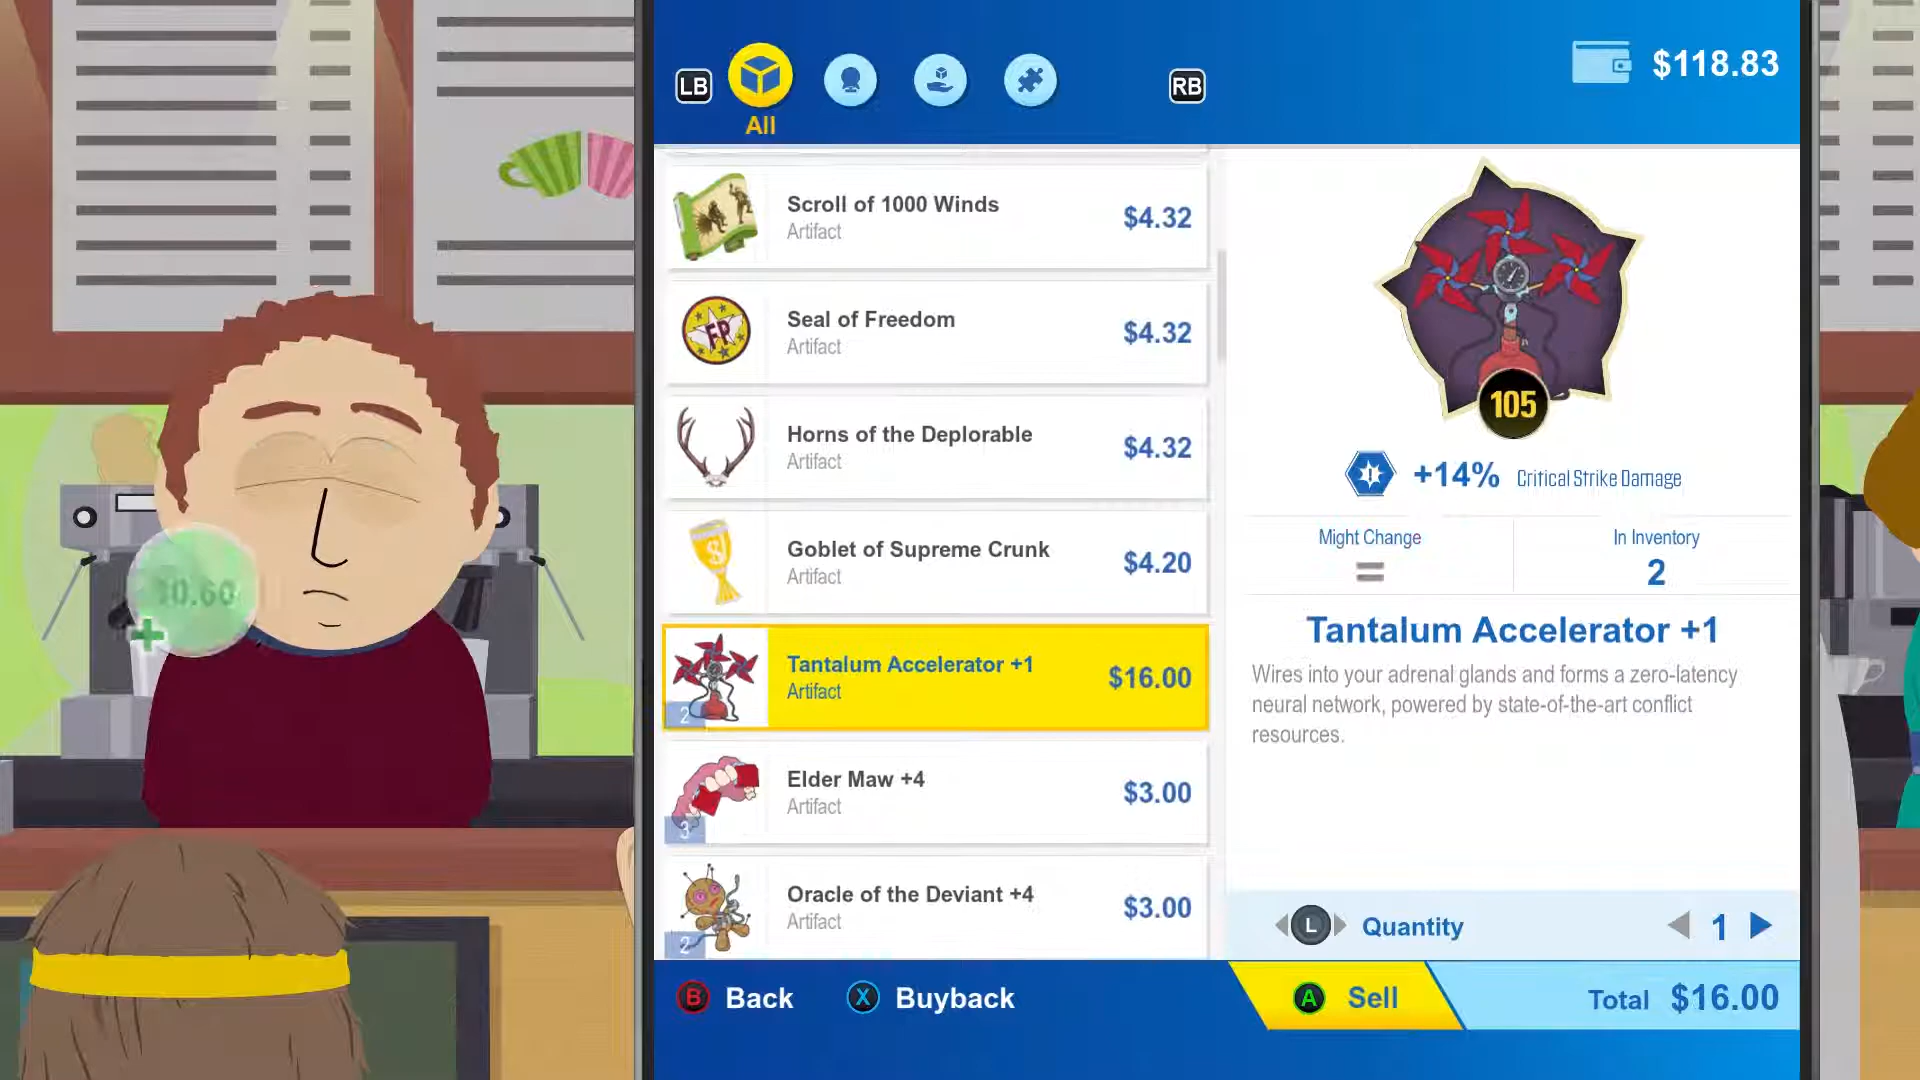 LB
RB
All
$118.83
Scroll of 1000 Winds
Artifact
$4.32
Seal of Freedom
Artifact
$4.32
Horns of the Deplorable
Artifact
$4.32
Goblet of Supreme Crunk
Artifact
$4.20
Tantalum Accelerator +1
Artifact
$16.00
2
Elder Maw +4
Artifact
$3.00
3
Oracle of the Deviant +4
Artifact
$3.00
2
105
+14% Critical Strike Damage
Might Change
=
In Inventory
2
Tantalum Accelerator +1
Wires into your adrenal glands and forms a zero-latency
neural network, powered by state-of-the-art conflict
resources.
L Quantity 1
B Back
X Buyback
A Sell
Total $16.00
10.60
+
FP